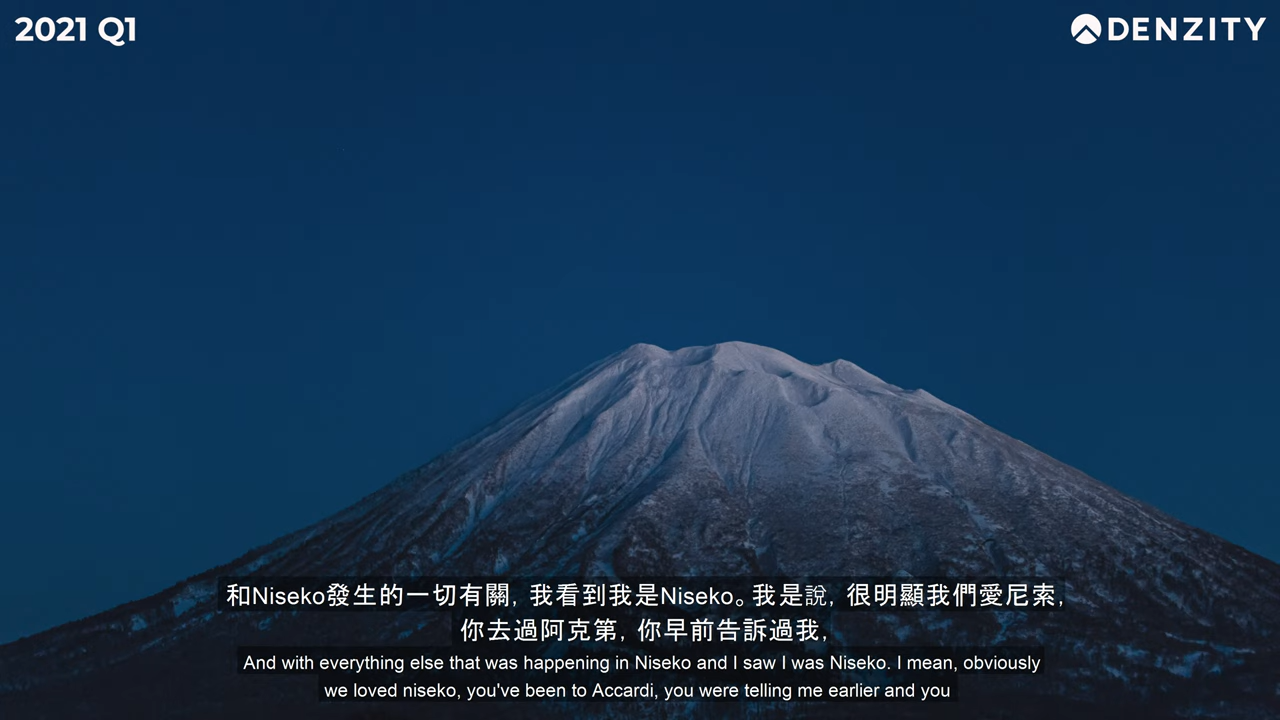 2021 Q1
DENZITY
和Niseko發生的一切有關，我看到我是Niseko。我是說，很明顯我們愛尼索，
你去過阿克第，你早前告訴過我，
And with everything else that was happening in Niseko and I saw I was Niseko. I mean, obviously
we loved niseko, you've been to Accardi, you were telling me earlier and you